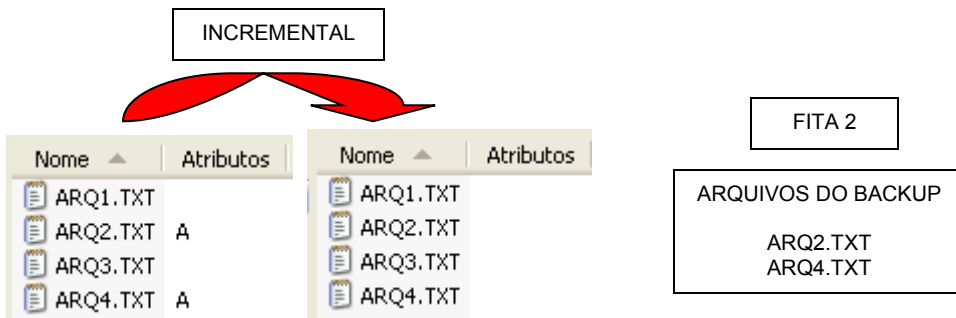 INCREMENTAL
Nome Atributos
ARQ1.TXT
ARQ2.TXT A
ARQ3.TXT
ARQ4.TXT A
Nome Atributos
ARQ1.TXT
ARQ2.TXT
ARQ3.TXT
ARQ4.TXT
FITA 2
ARQUIVOS DO BACKUP
ARQ2.TXT
ARQ4.TXT